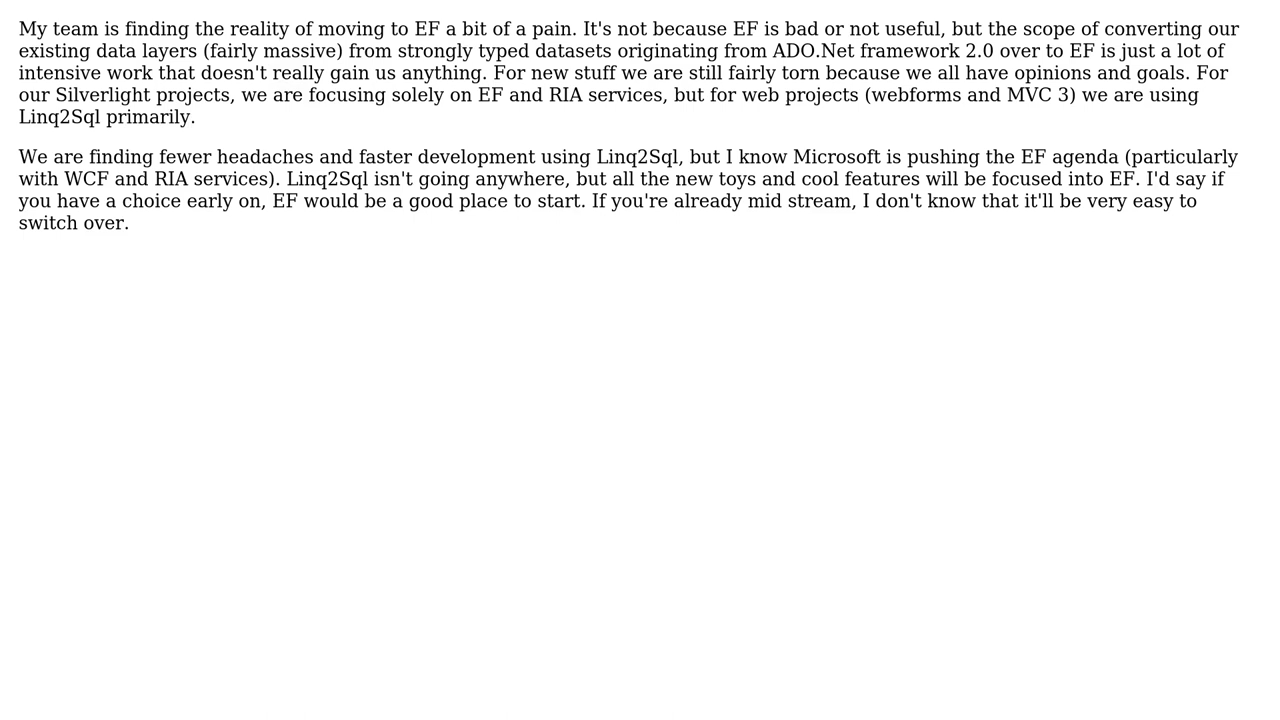 My team is finding the reality of moving to EF a bit of a pain. It's not because EF is bad or not useful, but the scope of converting our
existing data layers (fairly massive) from strongly typed datasets originating from ADO.Net framework 2.0 over to EF is just a lot of
intensive work that doesn't really gain us anything. For new stuff we are still fairly torn because we all have opinions and goals. For
our Silverlight projects, we are focusing solely on EF and RIA services, but for web projects (webforms and MVC 3) we are using
Linq2Sql primarily.
We are finding fewer headaches and faster development using Linq2Sql, but I know Microsoft is pushing the EF agenda (particularly
with WCF and RIA services). Linq2Sql isn't going anywhere, but all the new toys and cool features will be focused into EF. I'd say if
you have a choice early on, EF would be a good place to start. If you're already mid stream, I don't know that it'll be very easy to
switch over.